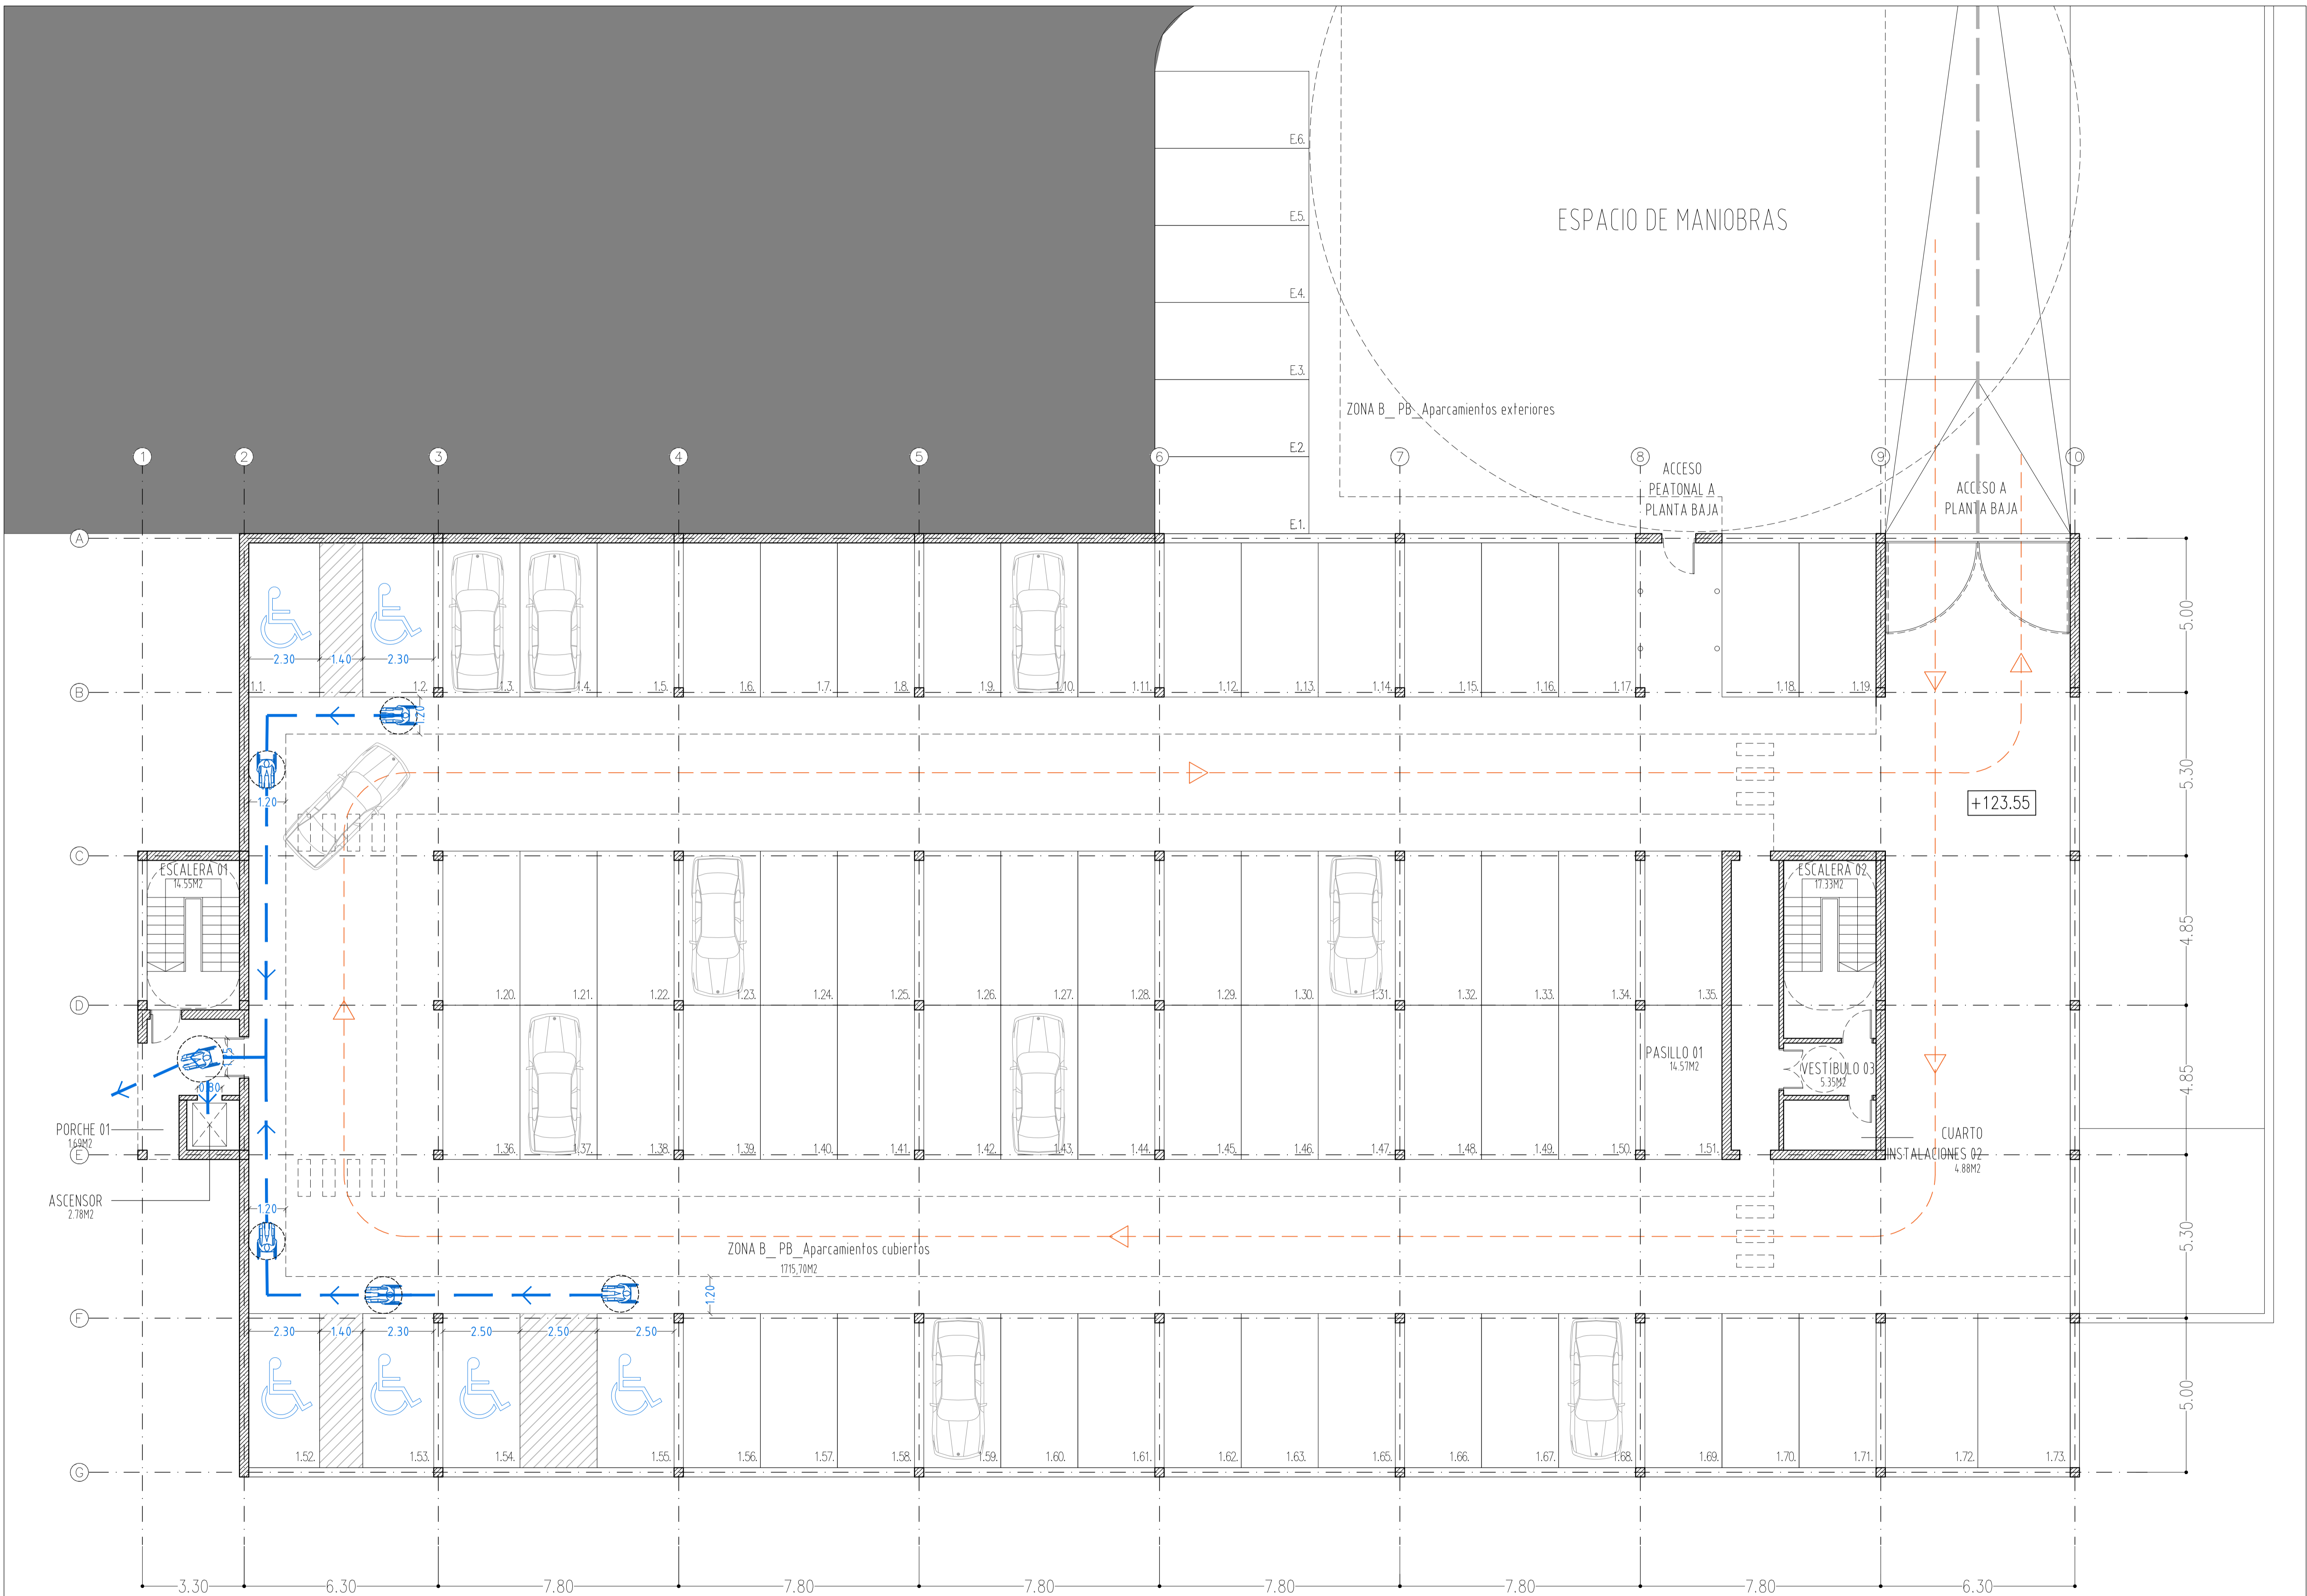 E.6.
E.5.
ESPACIO DE MANIOBRAS
E.4.
E.3.
ZONA B_ PB_Aparcamientos exteriores
E.2.
1 2 3 4 5 6 7 8 9 10
ACCESO
PEATONAL A
PLANTA BAJA
ACCESO A
PLANTA BAJA
E.1.
A
5.00
2.30 1.40 2.30
1.1. 1.2. 1.3. 1.4. 1.5. 1.6. 1.7. 1.8. 1.9. 1.10. 1.11. 1.12. 1.13. 1.14. 1.15. 1.16. 1.17. 1.18. 1.19.
B
1.20
5.30
1.20
+123.55
C
ESCALERA 01
14.55M2
ESCALERA 02
17.33M2
4.85
1.20. 1.21. 1.22. 1.23. 1.24. 1.25. 1.26. 1.27. 1.28. 1.29. 1.30. 1.31. 1.32. 1.33. 1.34. 1.35.
D
PASILLO 01
14.57M2
VESTÍBULO 03
5.35M2
4.85
0.80
PORCHE 01
1.69M2
CUARTO
INSTALACIONES 02
4.88M2
1.36. 1.37. 1.38. 1.39. 1.40. 1.41. 1.42. 1.43. 1.44. 1.45. 1.46. 1.47. 1.48. 1.49. 1.50. 1.51.
E
ASCENSOR
2.78M2
1.20
5.30
ZONA B_ PB_Aparcamientos cubiertos
1715,70M2
1.20
F
2.30 1.40 2.30 2.50 2.50 2.50
5.00
1.52. 1.53. 1.54. 1.55. 1.56. 1.57. 1.58. 1.59. 1.60. 1.61. 1.62. 1.63. 1.65. 1.66. 1.67. 1.68. 1.69. 1.70. 1.71. 1.72. 1.73.
G
3.30 6.30 7.80 7.80 7.80 7.80 7.80 7.80 6.30